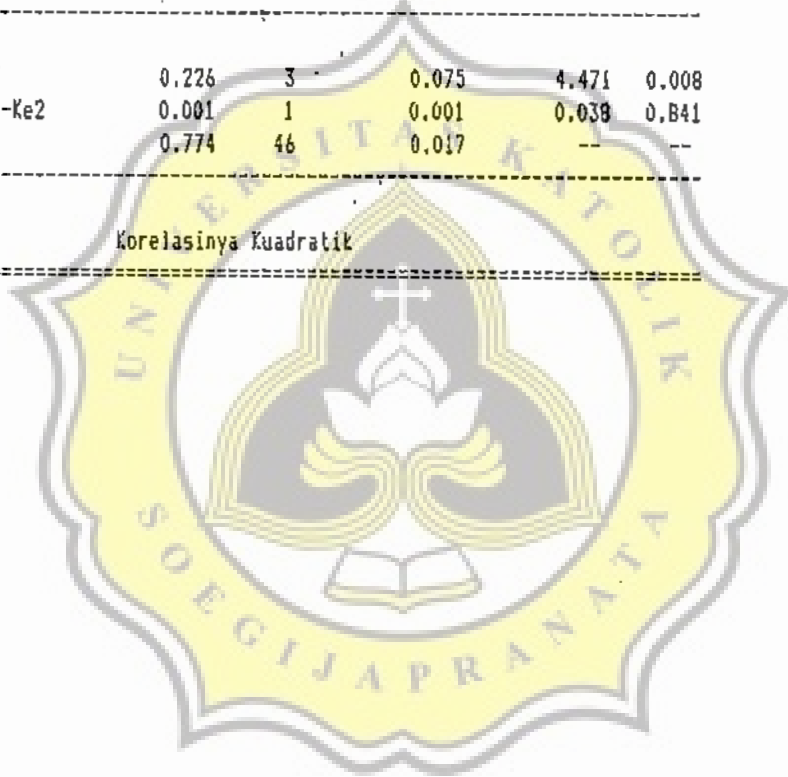 0.226 3 0.075 4.471 0.008
-Ke2 0.001 1 0.001 0.038 0.841
0.774 46 0.017 -- --
Korelasinya Kuadratik
UNIVERSITAS KATOLIK
SOEGIJAPRANATA